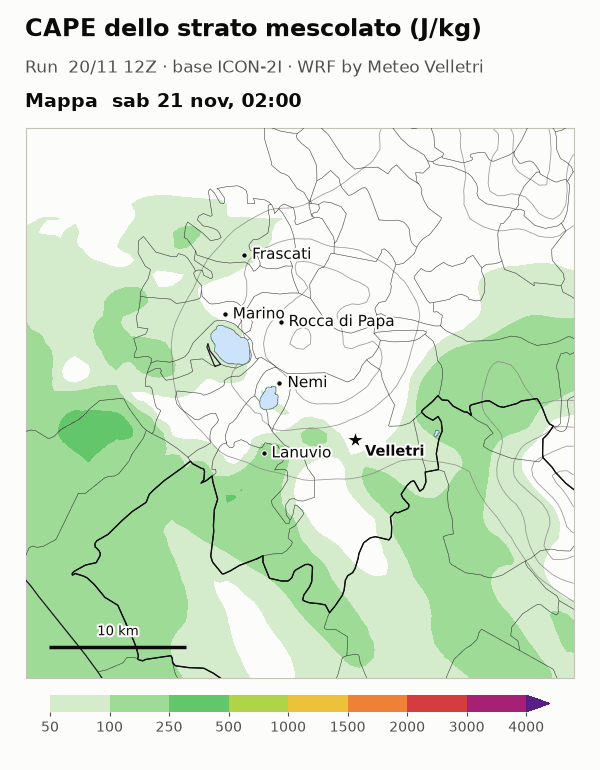 CAPE dello strato mescolato (J/kg)
Run  20/11 12Z · base ICON-2I · WRF by Meteo Velletri
Mappa  sab 21 nov, 02:00
Frascati
Marino
Rocca di Papa
Nemi
Velletri
Lanuvio
10 km
50 100 250 500 1000 1500 2000 3000 4000